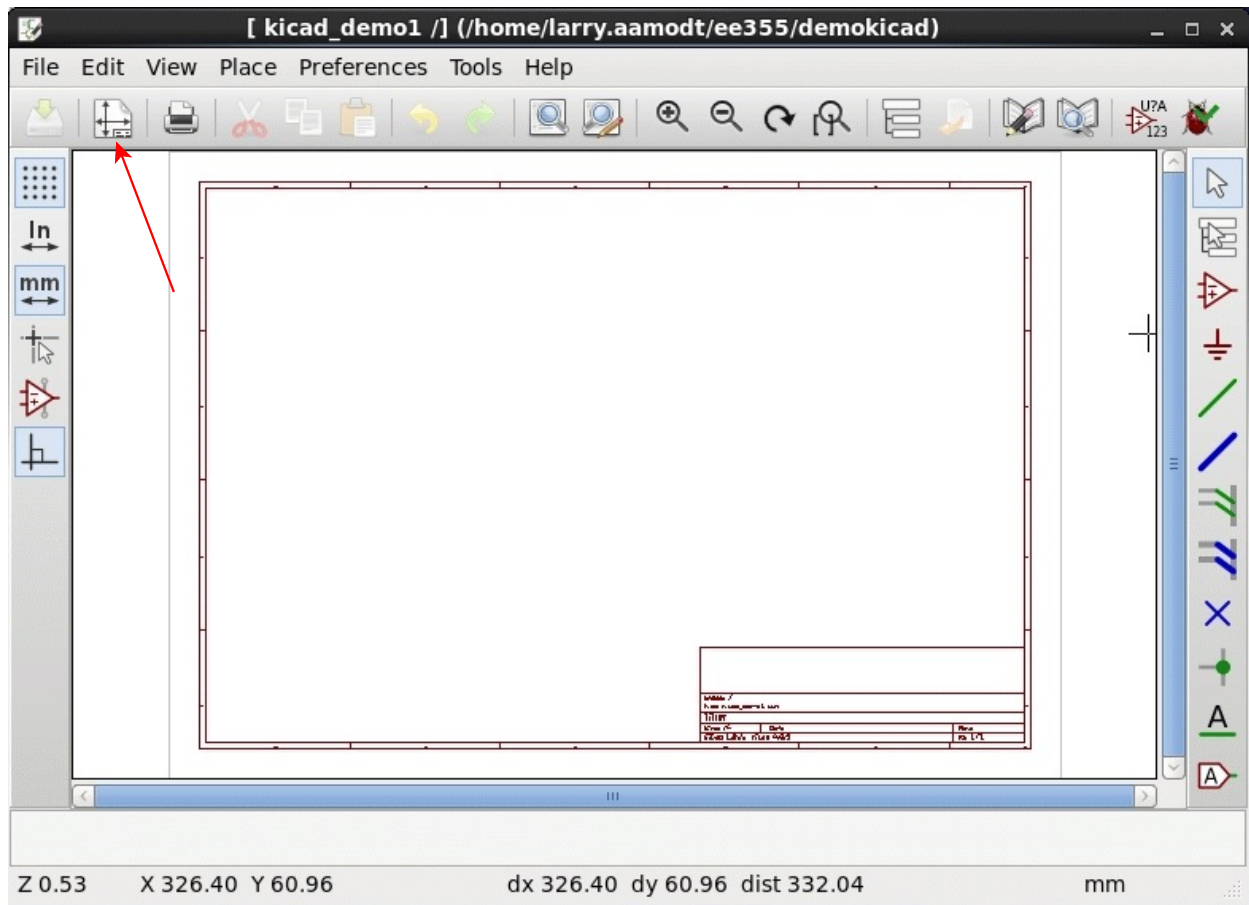 [ kicad_demo1 /] (/home/larry.aamodt/ee355/demokicad)
File Edit View Place Preferences Tools Help
U?A
123
In
mm
A
A
Z 0.53 X 326.40 Y 60.96 dx 326.40 dy 60.96 dist 332.04 mm